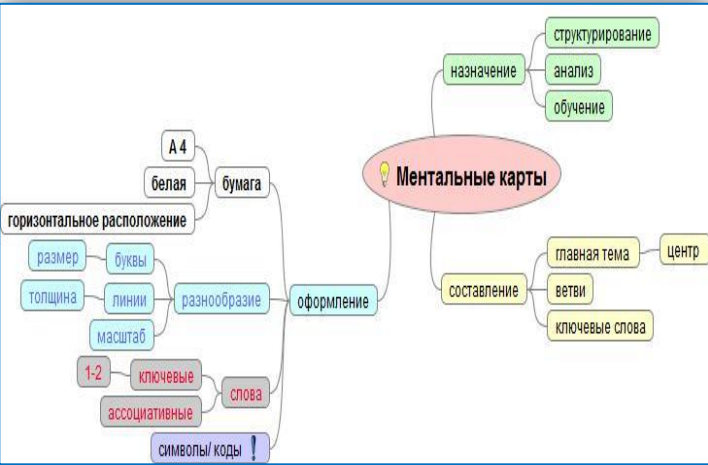 Ментальные карты
назначение
структурирование
анализ
обучение
составление
главная тема
центр
ветви
ключевые слова
оформление
бумага
А 4
белая
горизонтальное расположение
разнообразие
буквы
размер
линии
толщина
масштаб
слова
ключевые
1-2
ассоциативные
символы/ коды !